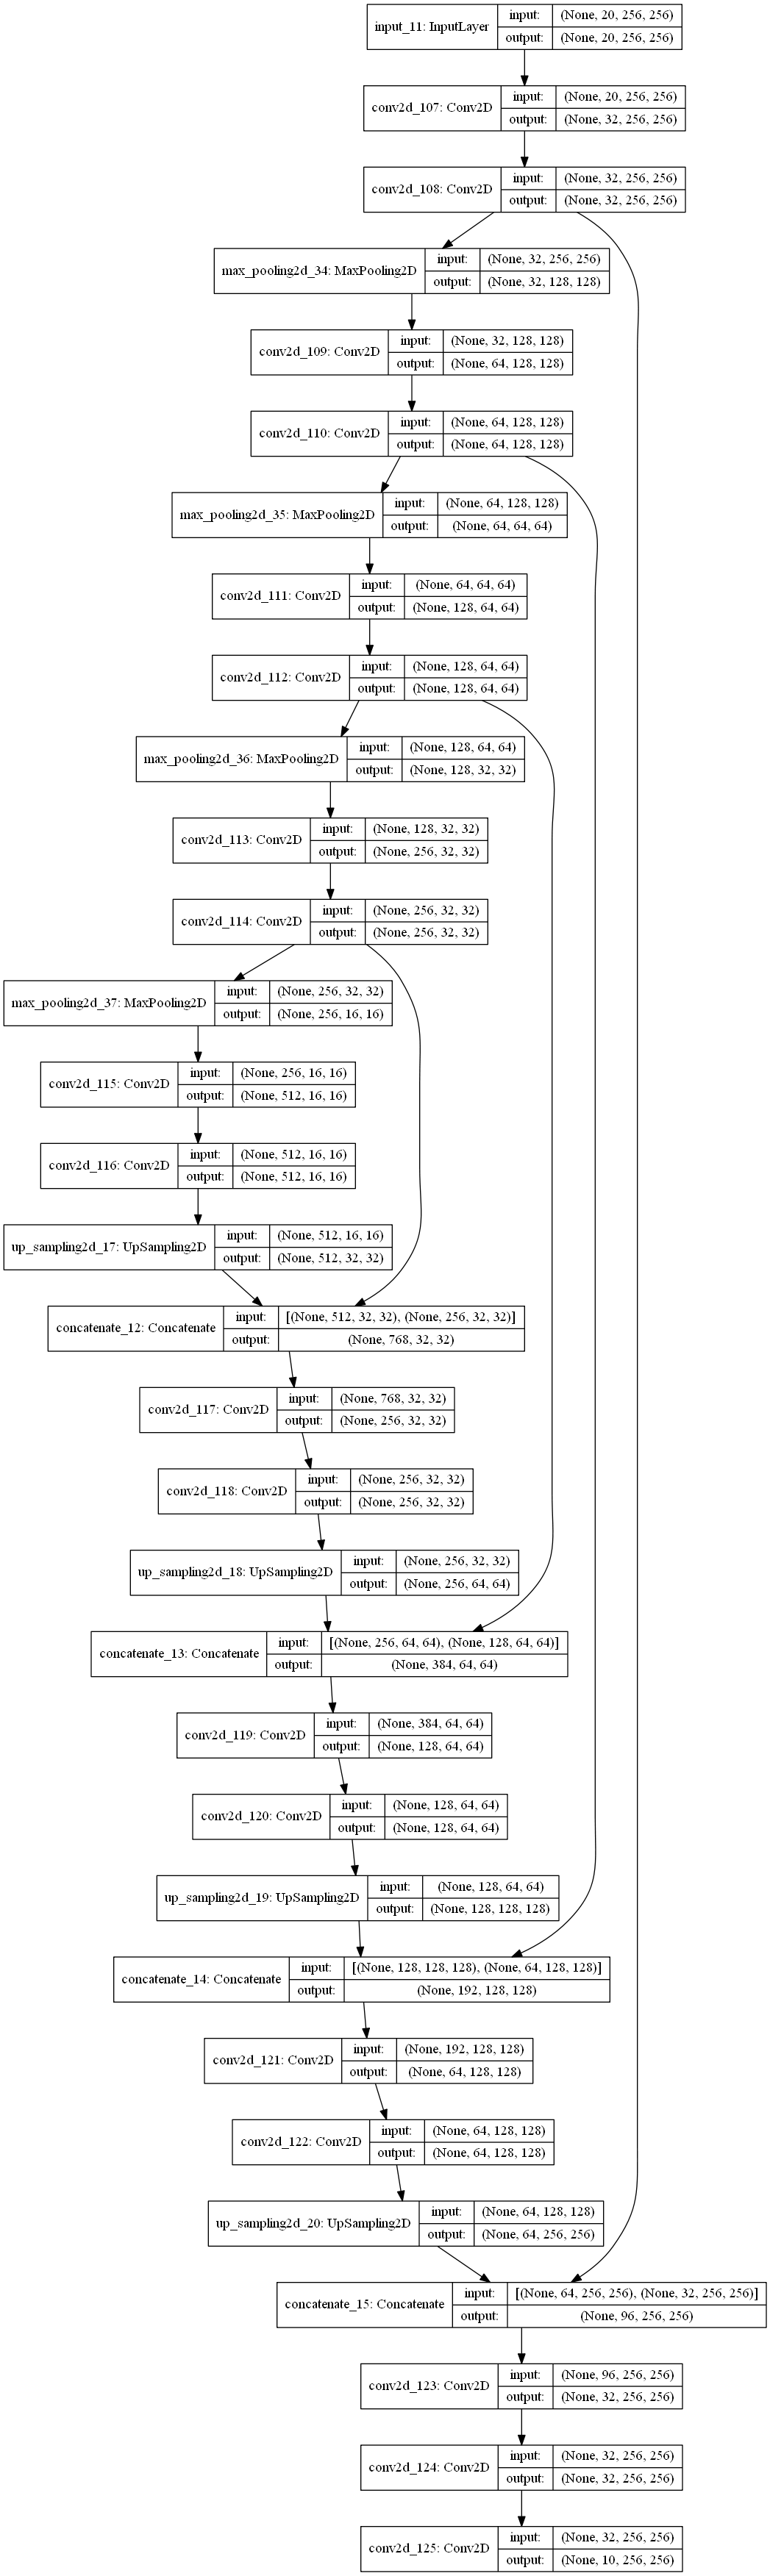 input_11: InputLayer
input: (None, 20, 256, 256)
output: (None, 20, 256, 256)
conv2d_107: Conv2D
input: (None, 20, 256, 256)
output: (None, 32, 256, 256)
conv2d_108: Conv2D
input: (None, 32, 256, 256)
output: (None, 32, 256, 256)
max_pooling2d_34: MaxPooling2D
input: (None, 32, 256, 256)
output: (None, 32, 128, 128)
conv2d_109: Conv2D
input: (None, 32, 128, 128)
output: (None, 64, 128, 128)
conv2d_110: Conv2D
input: (None, 64, 128, 128)
output: (None, 64, 128, 128)
max_pooling2d_35: MaxPooling2D
input: (None, 64, 128, 128)
output: (None, 64, 64, 64)
conv2d_111: Conv2D
input: (None, 64, 64, 64)
output: (None, 128, 64, 64)
conv2d_112: Conv2D
input: (None, 128, 64, 64)
output: (None, 128, 64, 64)
max_pooling2d_36: MaxPooling2D
input: (None, 128, 64, 64)
output: (None, 128, 32, 32)
conv2d_113: Conv2D
input: (None, 128, 32, 32)
output: (None, 256, 32, 32)
conv2d_114: Conv2D
input: (None, 256, 32, 32)
output: (None, 256, 32, 32)
max_pooling2d_37: MaxPooling2D
input: (None, 256, 32, 32)
output: (None, 256, 16, 16)
conv2d_115: Conv2D
input: (None, 256, 16, 16)
output: (None, 512, 16, 16)
conv2d_116: Conv2D
input: (None, 512, 16, 16)
output: (None, 512, 16, 16)
up_sampling2d_17: UpSampling2D
input: (None, 512, 16, 16)
output: (None, 512, 32, 32)
concatenate_12: Concatenate
input: [(None, 512, 32, 32), (None, 256, 32, 32)]
output: (None, 768, 32, 32)
conv2d_117: Conv2D
input: (None, 768, 32, 32)
output: (None, 256, 32, 32)
conv2d_118: Conv2D
input: (None, 256, 32, 32)
output: (None, 256, 32, 32)
up_sampling2d_18: UpSampling2D
input: (None, 256, 32, 32)
output: (None, 256, 64, 64)
concatenate_13: Concatenate
input: [(None, 256, 64, 64), (None, 128, 64, 64)]
output: (None, 384, 64, 64)
conv2d_119: Conv2D
input: (None, 384, 64, 64)
output: (None, 128, 64, 64)
conv2d_120: Conv2D
input: (None, 128, 64, 64)
output: (None, 128, 64, 64)
up_sampling2d_19: UpSampling2D
input: (None, 128, 64, 64)
output: (None, 128, 128, 128)
concatenate_14: Concatenate
input: [(None, 128, 128, 128), (None, 64, 128, 128)]
output: (None, 192, 128, 128)
conv2d_121: Conv2D
input: (None, 192, 128, 128)
output: (None, 64, 128, 128)
conv2d_122: Conv2D
input: (None, 64, 128, 128)
output: (None, 64, 128, 128)
up_sampling2d_20: UpSampling2D
input: (None, 64, 128, 128)
output: (None, 64, 256, 256)
concatenate_15: Concatenate
input: [(None, 64, 256, 256), (None, 32, 256, 256)]
output: (None, 96, 256, 256)
conv2d_123: Conv2D
input: (None, 96, 256, 256)
output: (None, 32, 256, 256)
conv2d_124: Conv2D
input: (None, 32, 256, 256)
output: (None, 32, 256, 256)
conv2d_125: Conv2D
input: (None, 32, 256, 256)
output: (None, 10, 256, 256)